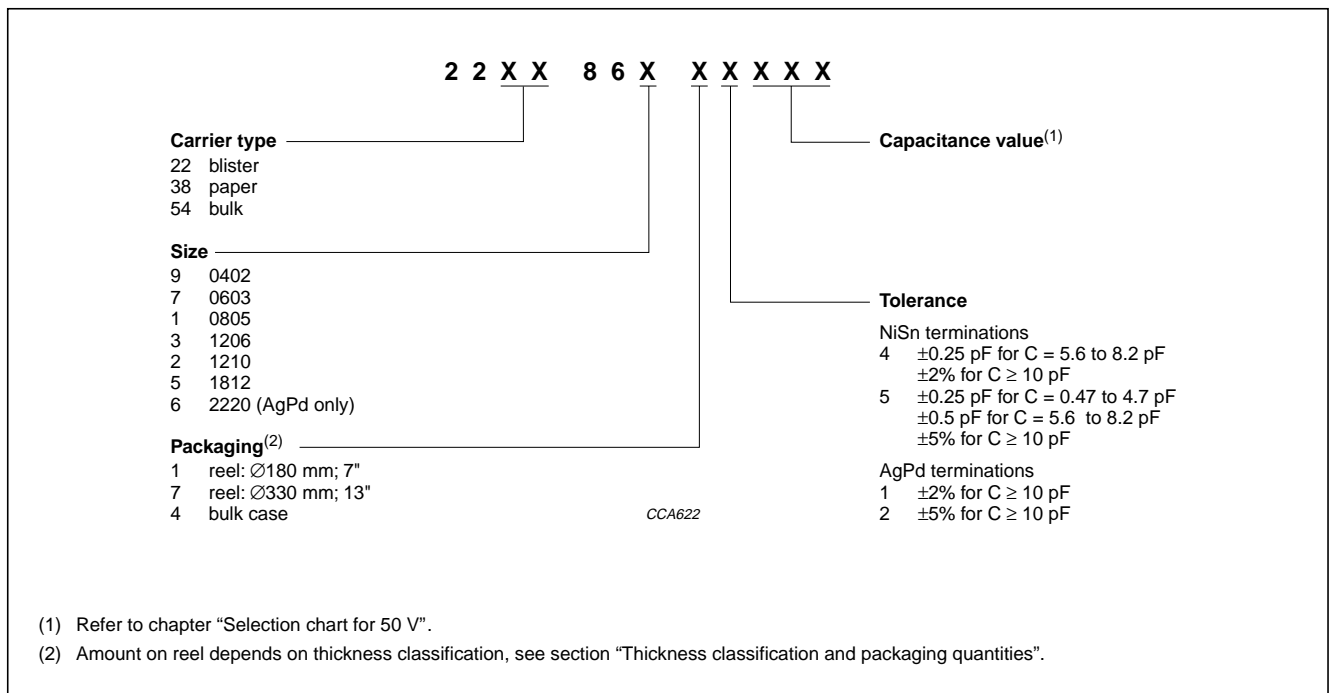 2 2 X X 8 6 X X X X X X
Carrier type
22 blister
38 paper
54 bulk
Size
9 0402
7 0603
1 0805
3 1206
2 1210
5 1812
6 2220 (AgPd only)
Packaging(2)
1 reel: ∅180 mm; 7"
7 reel: ∅330 mm; 13"
4 bulk case
CCA622
Capacitance value(1)
Tolerance
NiSn terminations
4 ±0.25 pF for C = 5.6 to 8.2 pF
±2% for C ≥ 10 pF
5 ±0.25 pF for C = 0.47 to 4.7 pF
±0.5 pF for C = 5.6 to 8.2 pF
±5% for C ≥ 10 pF
AgPd terminations
1 ±2% for C ≥ 10 pF
2 ±5% for C ≥ 10 pF
(1) Refer to chapter “Selection chart for 50 V”.
(2) Amount on reel depends on thickness classification, see section “Thickness classification and packaging quantities”.